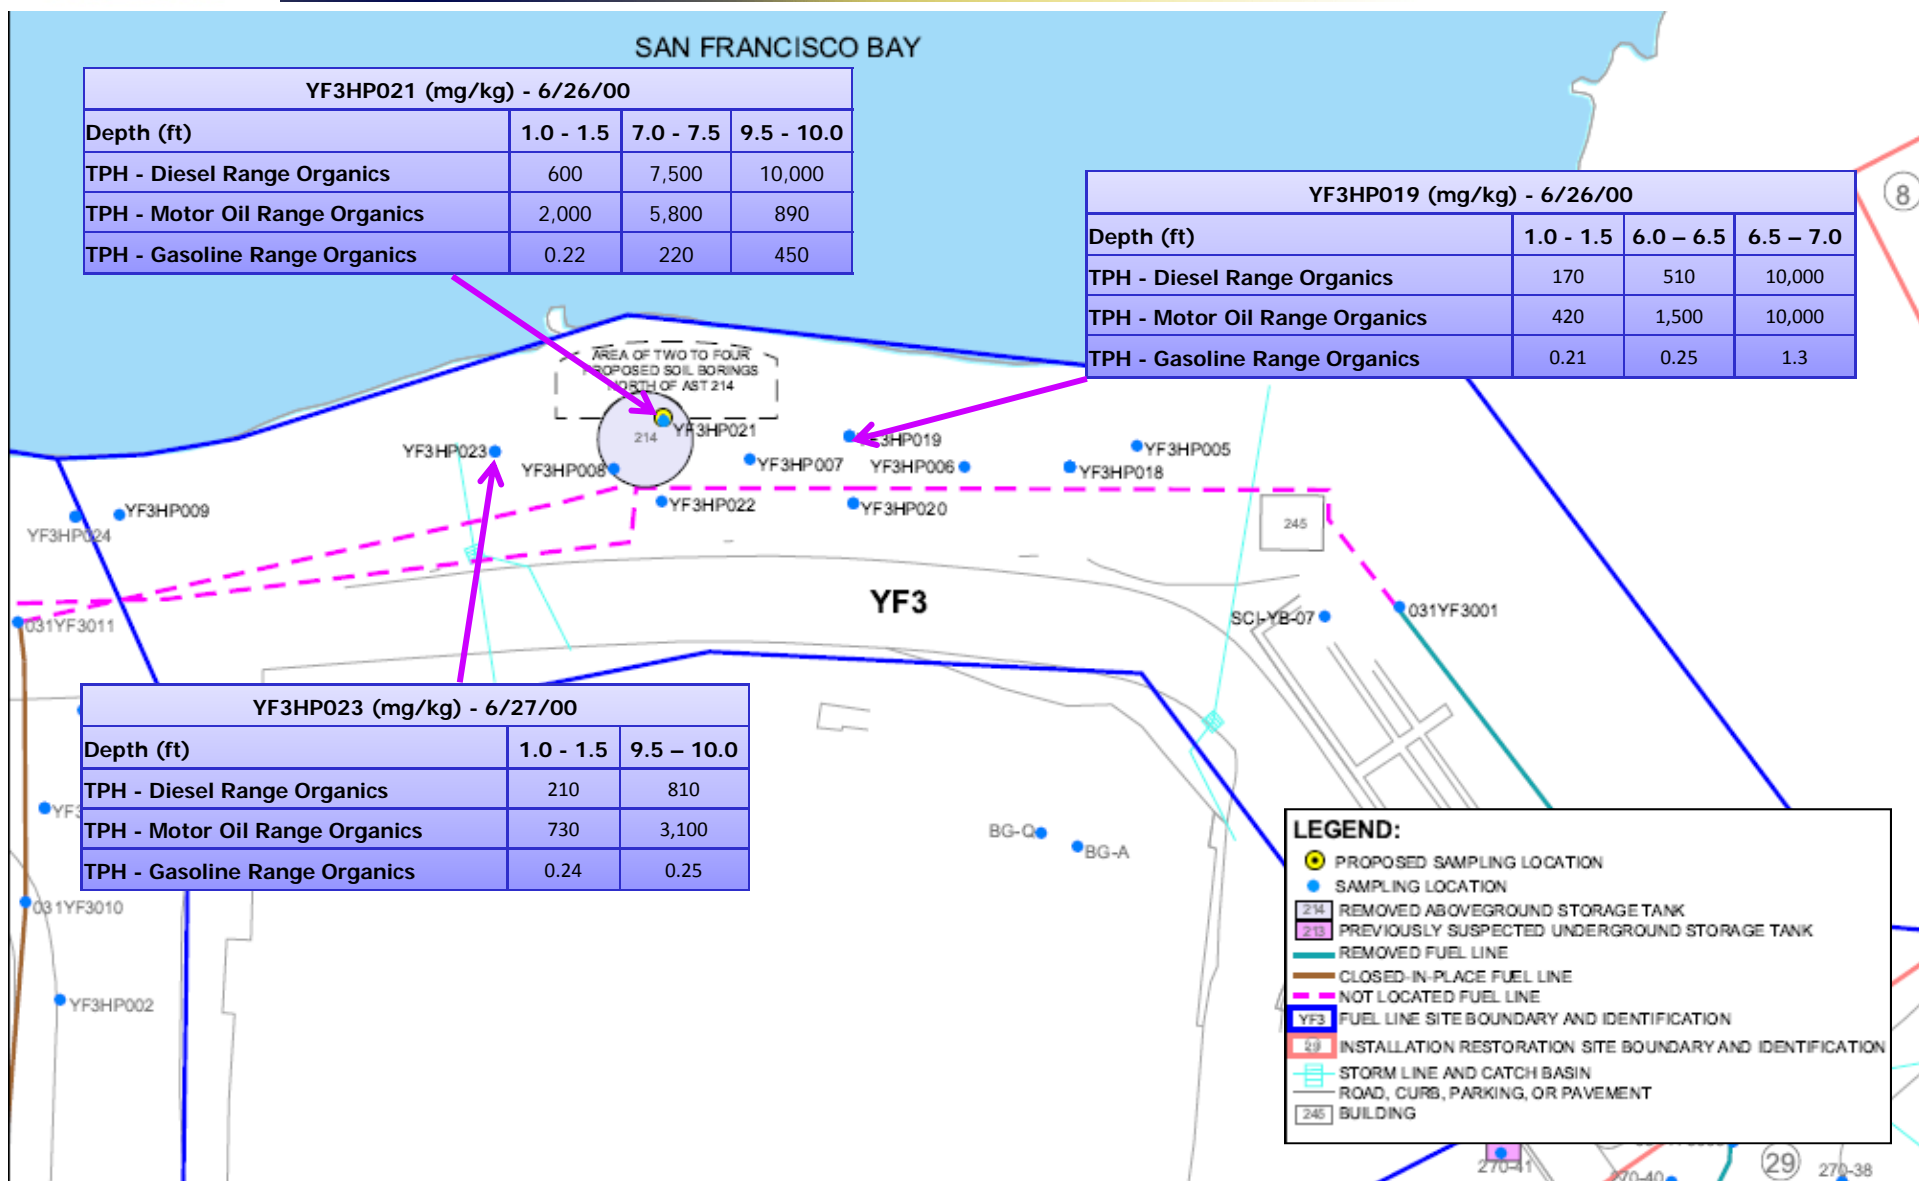 SAN FRANCISCO BAY
YF3HP021 (mg/kg) - 6/26/00
Depth (ft) 1.0 - 1.5 7.0 - 7.5 9.5 - 10.0
TPH - Diesel Range Organics 600 7,500 10,000
TPH - Motor Oil Range Organics 2,000 5,800 890
TPH - Gasoline Range Organics 0.22 220 450
YF3HP019 (mg/kg) - 6/26/00
Depth (ft) 1.0 - 1.5 6.0 – 6.5 6.5 – 7.0
TPH - Diesel Range Organics 170 510 10,000
TPH - Motor Oil Range Organics 420 1,500 10,000
TPH - Gasoline Range Organics 0.21 0.25 1.3
8
AREA OF TWO TO FOUR
PROPOSED SOIL BORINGS
NORTH OF AST 214
214
YF3HP021
YF3HP019
YF3HP005
YF3HP023
YF3HP008
YF3HP007
YF3HP006
YF3HP018
YF3HP009
YF3HP022
YF3HP020
YF3HP024
245
YF3
031YF3001
SCI-YB-07
031YF3011
YF3HP023 (mg/kg) - 6/27/00
Depth (ft) 1.0 - 1.5 9.5 – 10.0
TPH - Diesel Range Organics 210 810
TPH - Motor Oil Range Organics 730 3,100
TPH - Gasoline Range Organics 0.24 0.25
BG-Q
BG-A
031YF3010
YF3HP002
LEGEND:
PROPOSED SAMPLING LOCATION
SAMPLING LOCATION
214 REMOVED ABOVEGROUND STORAGE TANK
213 PREVIOUSLY SUSPECTED UNDERGROUND STORAGE TANK
REMOVED FUEL LINE
CLOSED-IN-PLACE FUEL LINE
NOT LOCATED FUEL LINE
YF3 FUEL LINE SITE BOUNDARY AND IDENTIFICATION
29 INSTALLATION RESTORATION SITE BOUNDARY AND IDENTIFICATION
STORM LINE AND CATCH BASIN
ROAD, CURB, PARKING, OR PAVEMENT
245 BUILDING
270-41
270-40
29
270-38